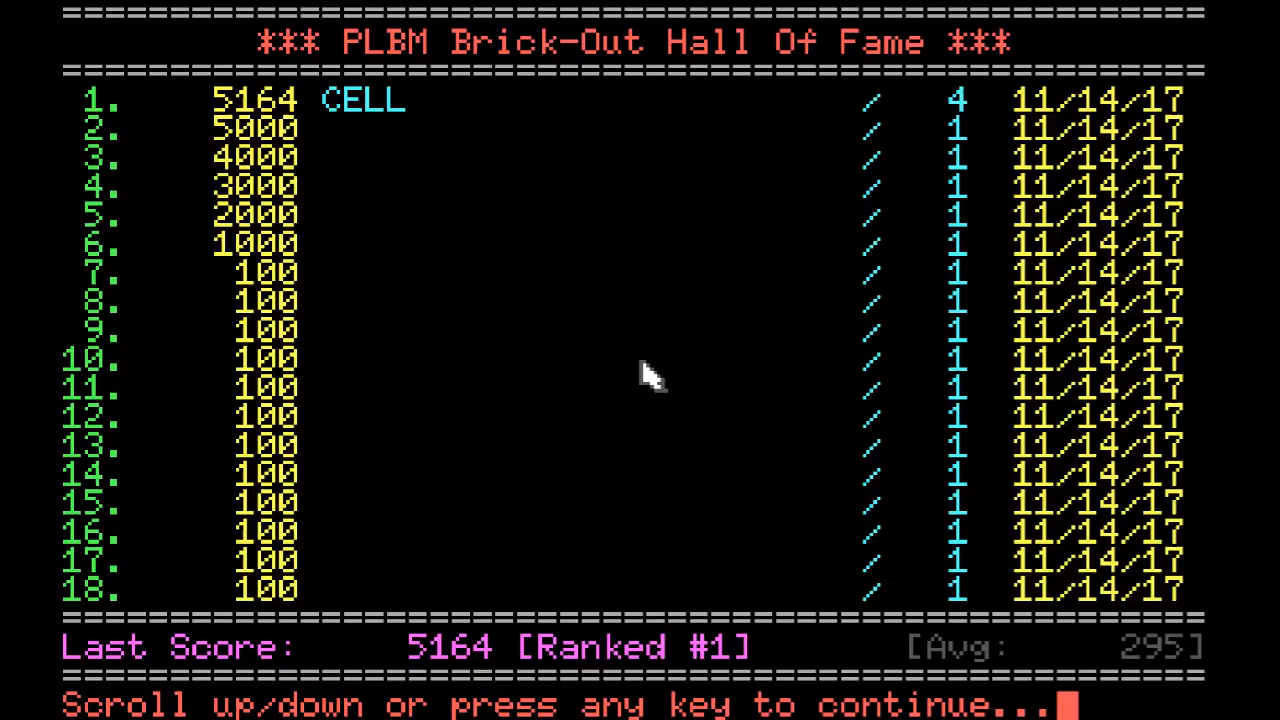 *** PLBM Brick-Out Hall Of Fame ***
1. 5164 CELL / 4 11/14/17
2. 5000 / 1 11/14/17
3. 4000 / 1 11/14/17
4. 3000 / 1 11/14/17
5. 2000 / 1 11/14/17
6. 1000 / 1 11/14/17
7. 100 / 1 11/14/17
8. 100 / 1 11/14/17
9. 100 / 1 11/14/17
10. 100 / 1 11/14/17
11. 100 / 1 11/14/17
12. 100 / 1 11/14/17
13. 100 / 1 11/14/17
14. 100 / 1 11/14/17
15. 100 / 1 11/14/17
16. 100 / 1 11/14/17
17. 100 / 1 11/14/17
18. 100 / 1 11/14/17
Last Score: 5164 [Ranked #1] [Avg: 295]
Scroll up/down or press any key to continue...